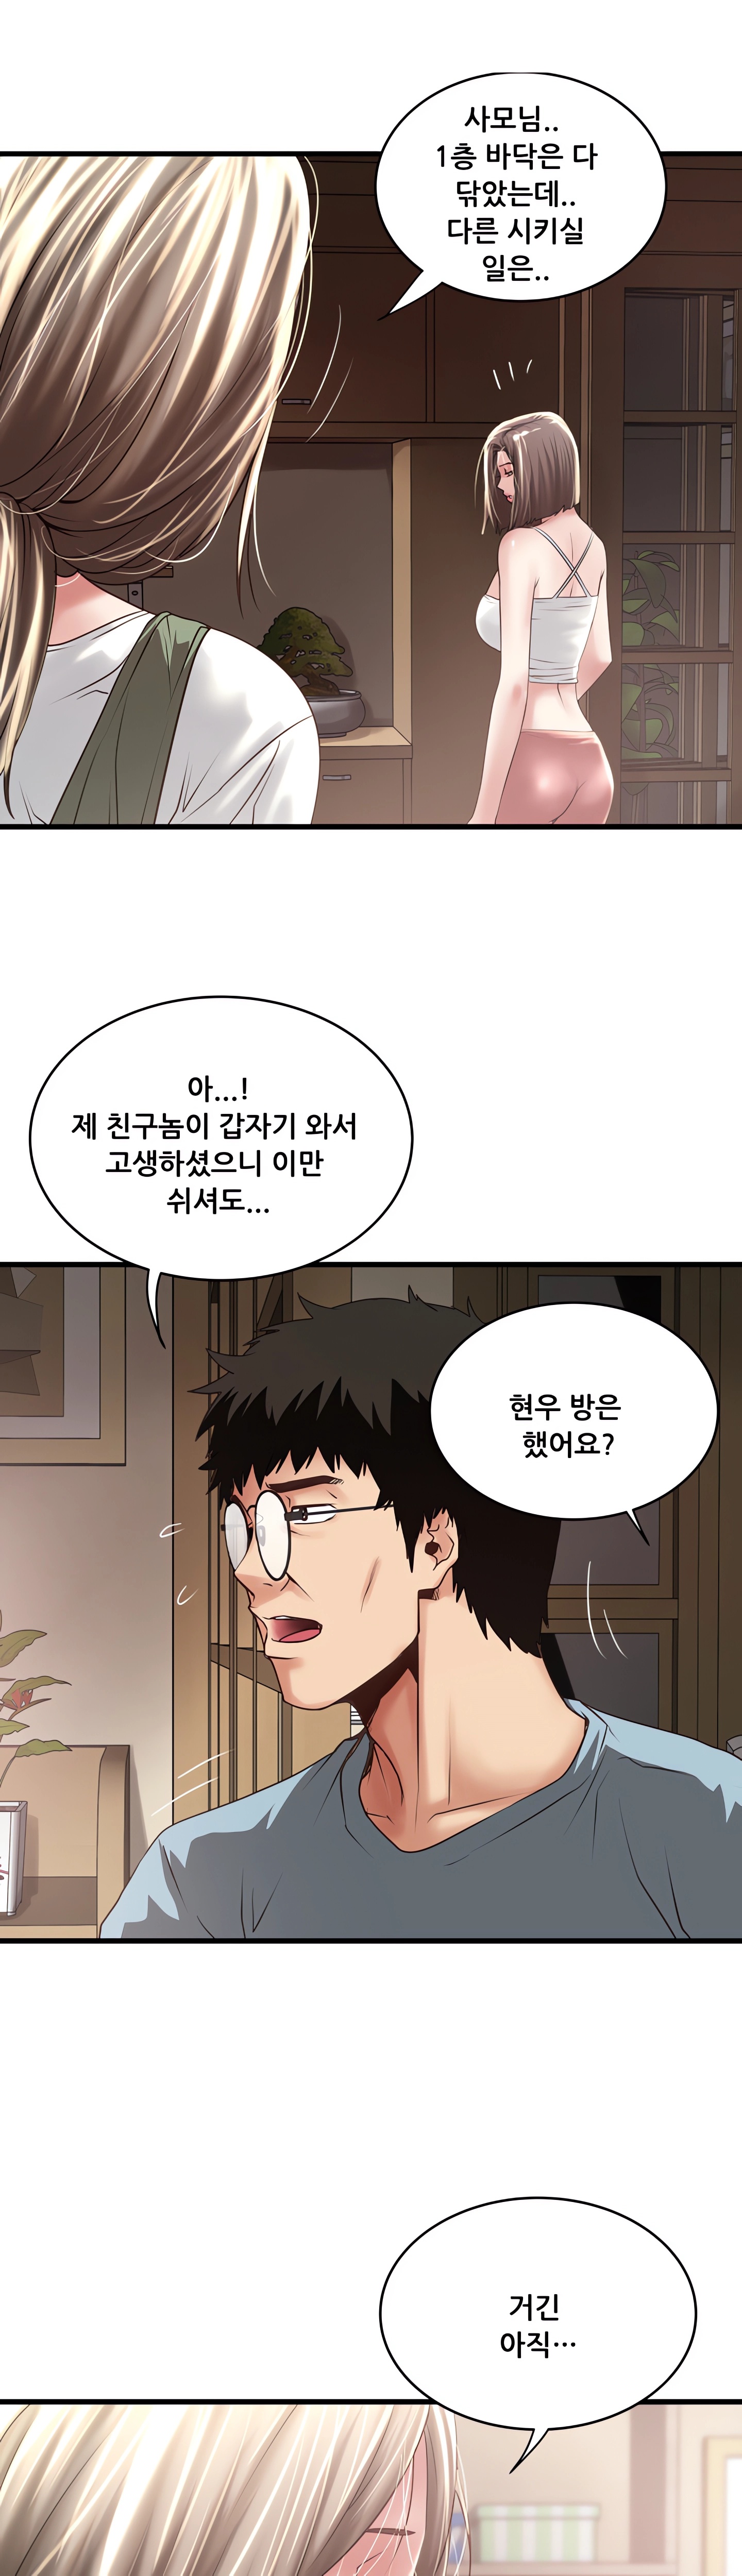 사모님..
1층 바닥은 다
닦았는데..
다른 시키실
일은..
아...!
제 친구놈이 갑자기 와서
고생하셨으니 이만
쉬셔도...
현우 방은
했어요?
거긴
아직…